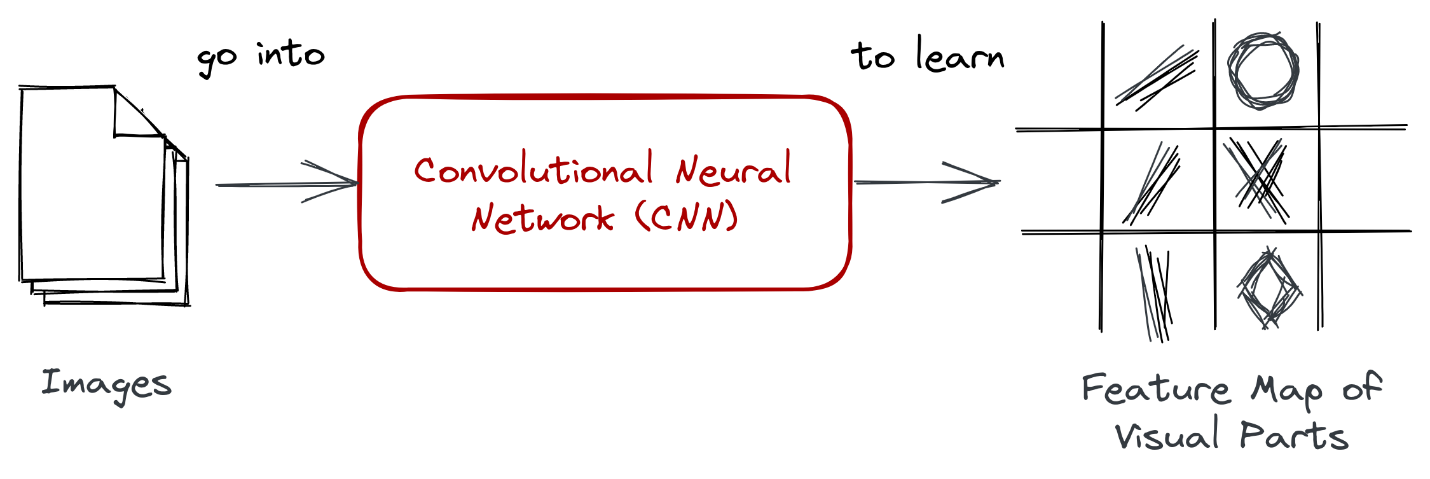 go into
to learn
Convolutional Neural
Network (CNN)
Images
Feature Map of
Visual Parts